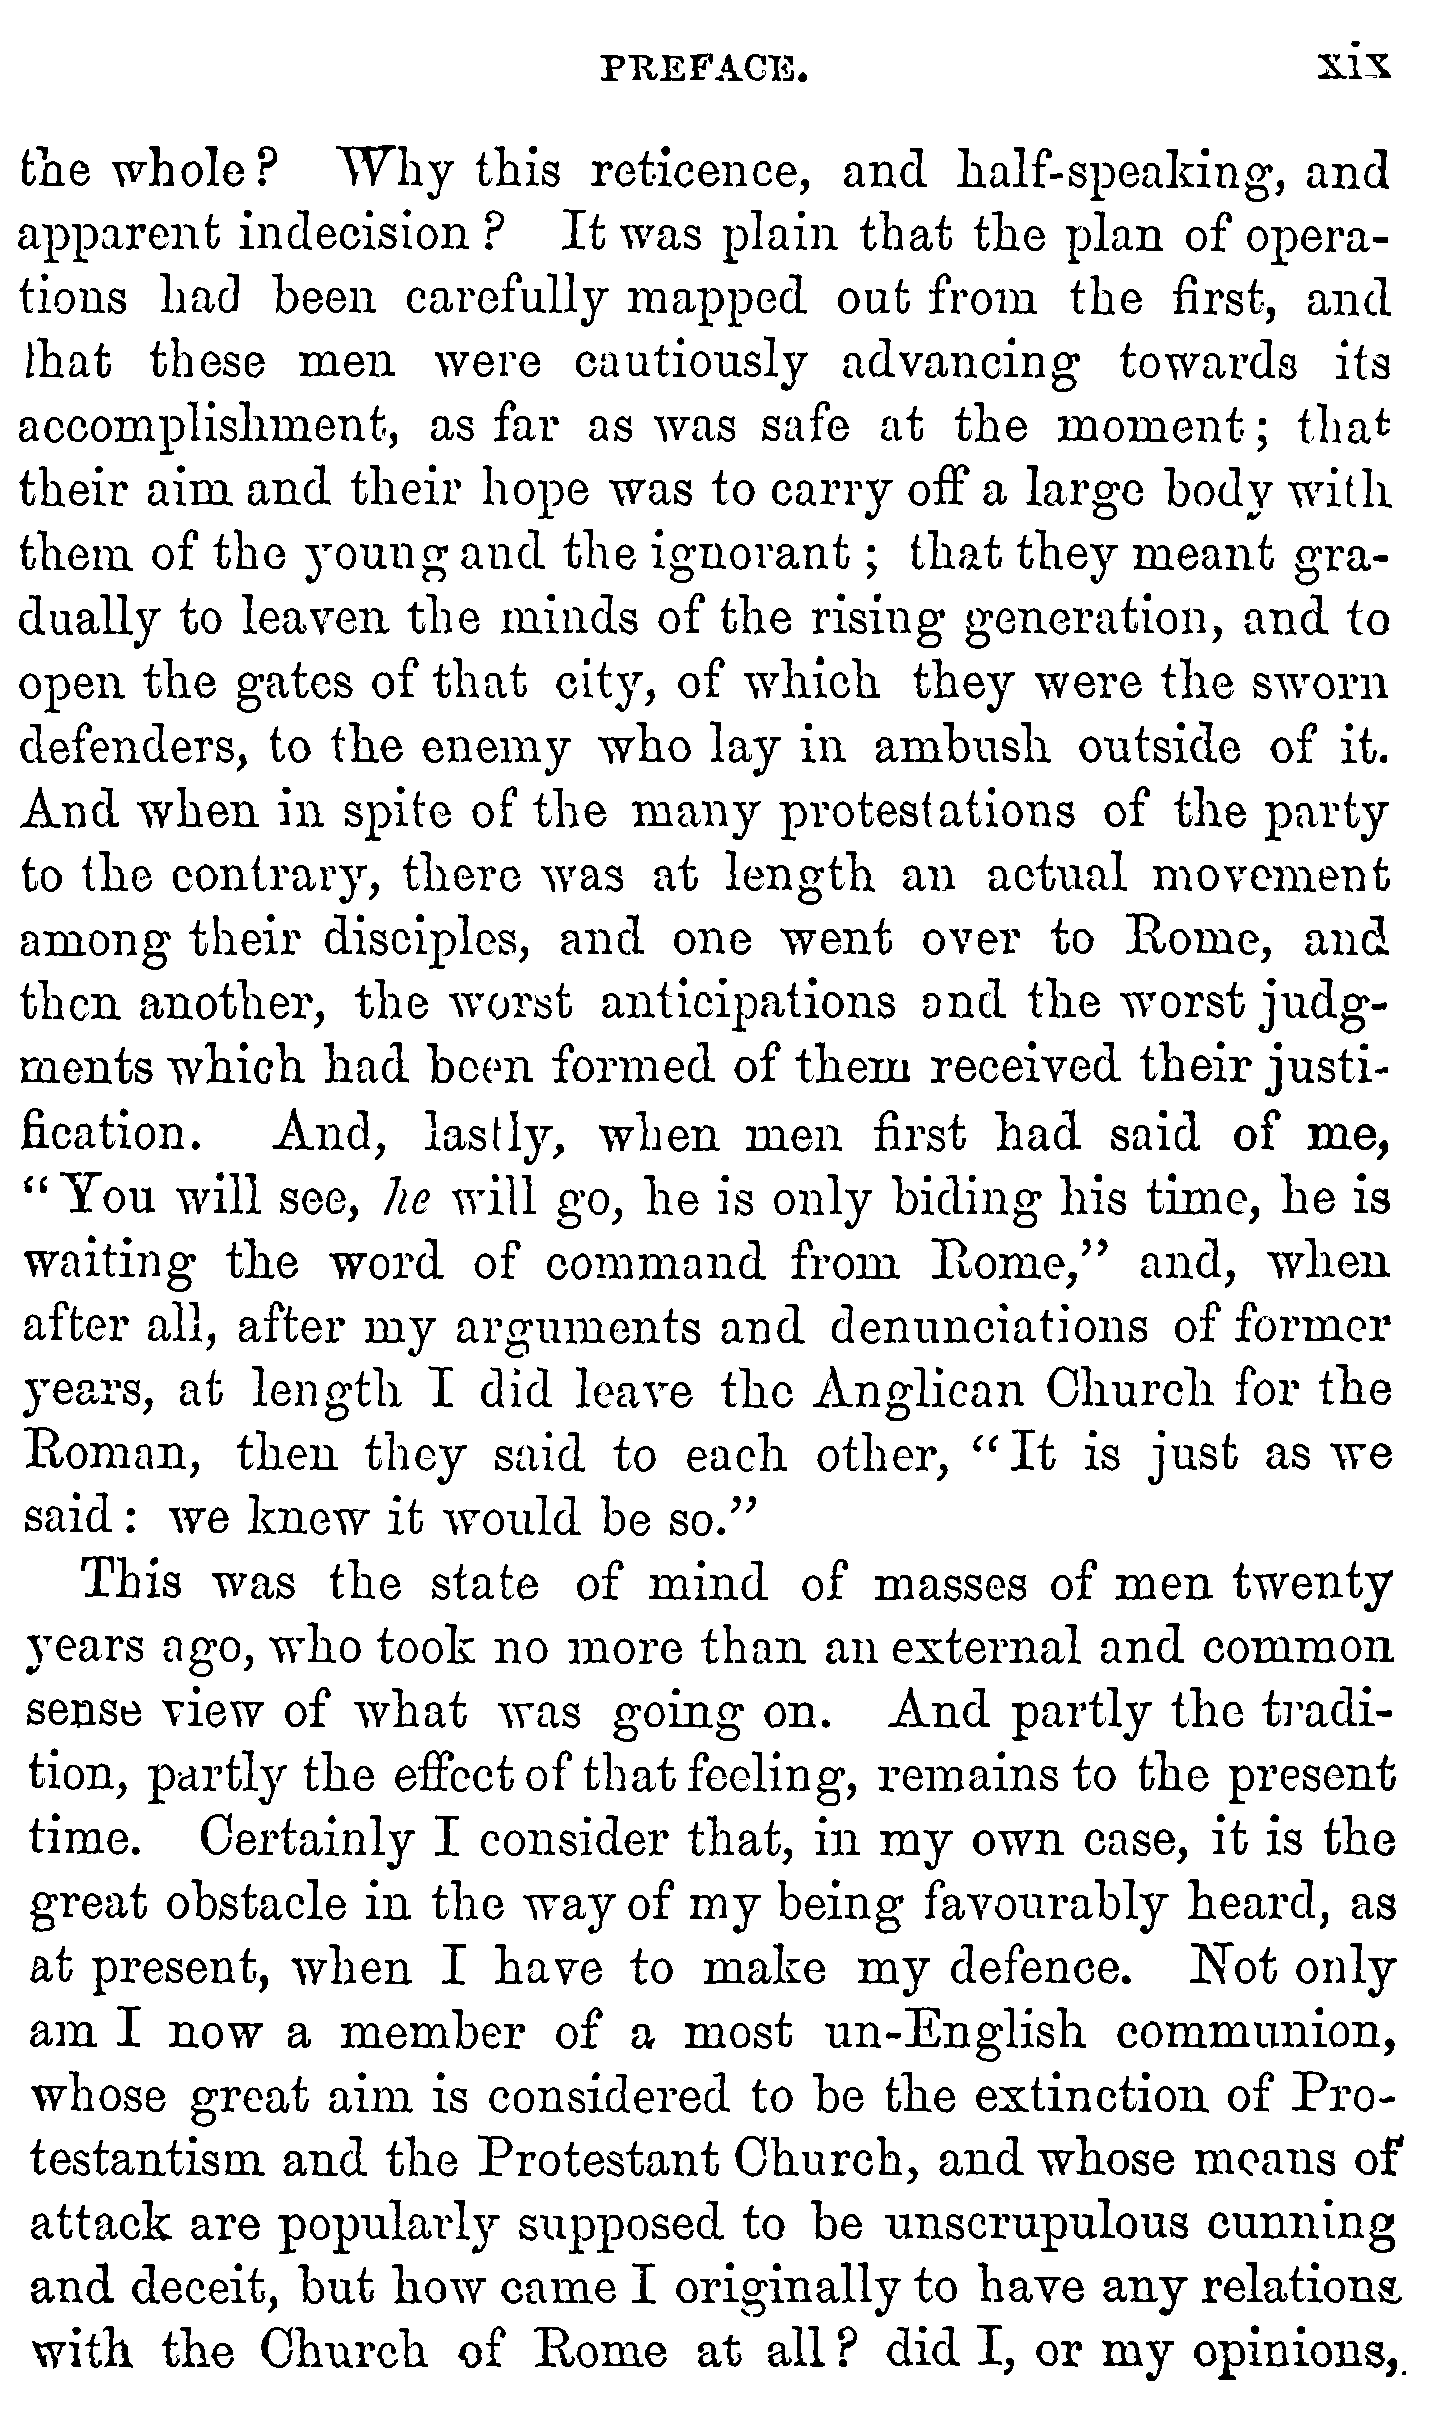 PREFACE. xix
the whole? Why this reticence, and half-speaking, and
apparent indecision? It was plain that the plan of opera-
tions had been carefully mapped out from the first, and
that these men were cautiously advancing towards its
accomplishment, as far as was safe at the moment; that
their aim and their hope was to carry off a large body with
them of the young and the ignorant; that they meant gra-
dually to leaven the minds of the rising generation, and to
open the gates of that city, of which they were the sworn
defenders, to the enemy who lay in ambush outside of it.
And when in spite of the many protestations of the party
to the contrary, there was at length an actual movement
among their disciples, and one went over to Rome, and
then another, the worst anticipations and the worst judg-
ments which had been formed of them received their justi-
fication. And, lastly, when men first had said of me,
“You will see, he will go, he is only biding his time, he is
waiting the word of command from Rome,” and, when
after all, after my arguments and denunciations of former
years, at length I did leave the Anglican Church for the
Roman, then they said to each other, “It is just as we
said: we knew it would be so.”
This was the state of mind of masses of men twenty
years ago, who took no more than an external and common
sense view of what was going on. And partly the tradi-
tion, partly the effect of that feeling, remains to the present
time. Certainly I consider that, in my own case, it is the
great obstacle in the way of my being favourably heard, as
at present, when I have to make my defence. Not only
am I now a member of a most un-English communion,
whose great aim is considered to be the extinction of Pro-
testantism and the Protestant Church, and whose means of
attack are popularly supposed to be unscrupulous cunning
and deceit, but how came I originally to have any relations
with the Church of Rome at all? did I, or my opinions,